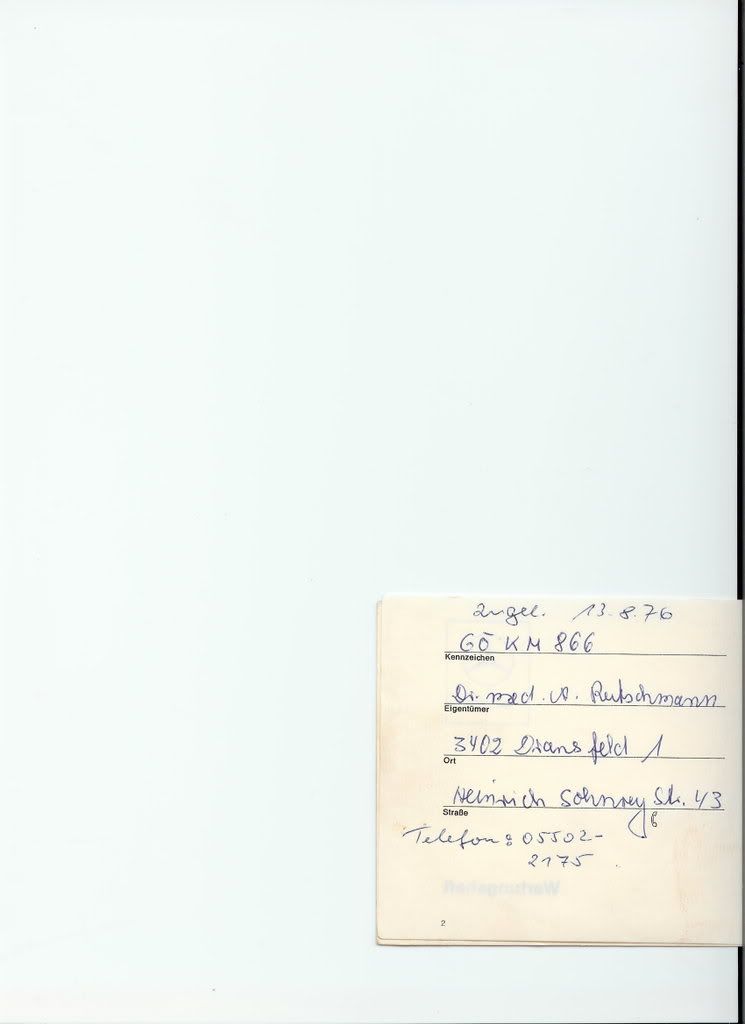 zugel. 13.8.76
GÖ KM 866
Kennzeichen
Dr. med. A. Rutschmann
Eigentümer
3402 Dransfeld 1
Ort
Heinrich Sohnrey Str. 43
Straße
6
Telefon: 05502-
2175
2